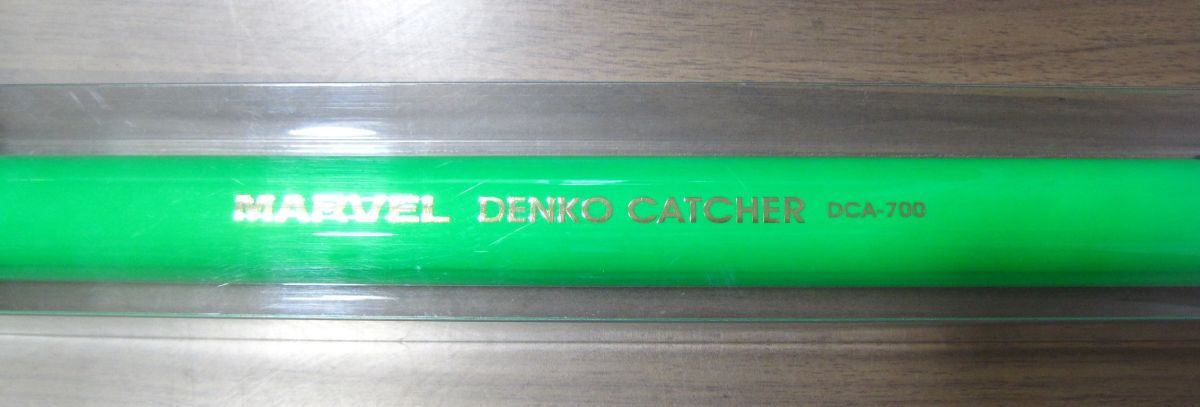 MARVEL DENKO CATCHER DCA-700